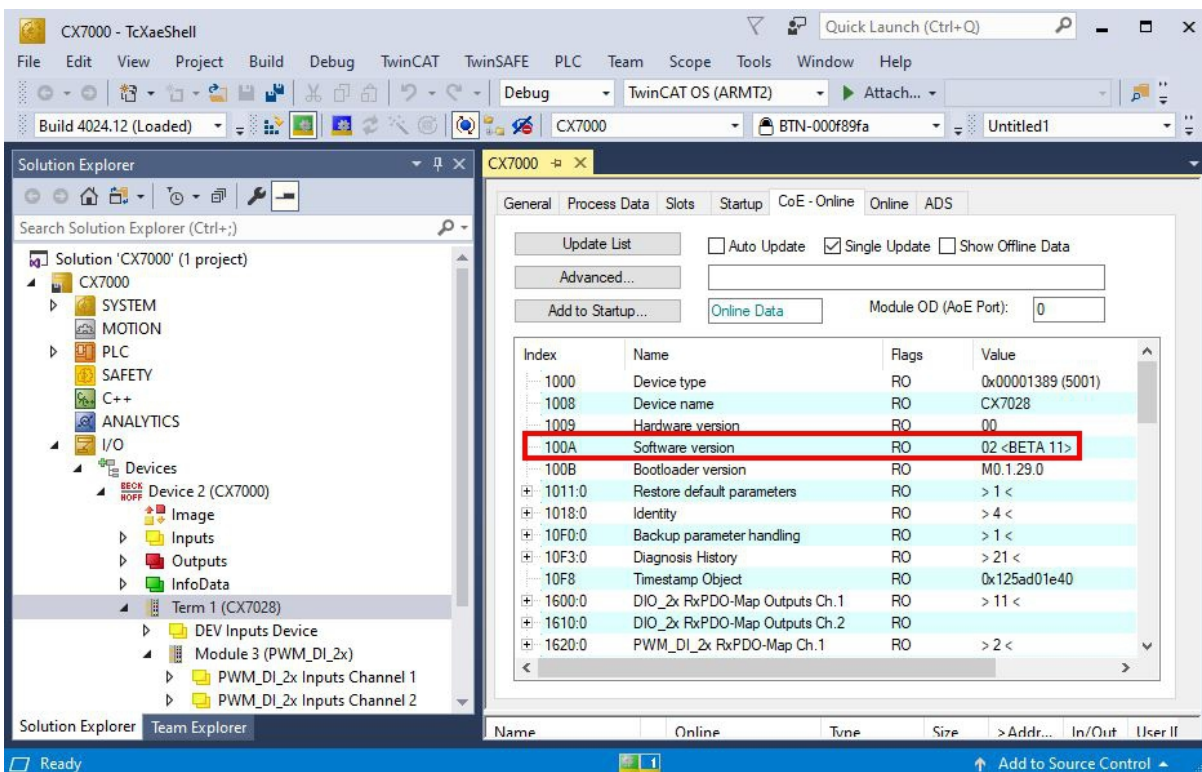 CX7000 - TcXaeShell
Quick Launch (Ctrl+Q)
File Edit View Project Build Debug TwinCAT TwinSAFE PLC Team Scope Tools Window Help
Debug TwinCAT OS (ARMT2) Attach...
Build 4024.12 (Loaded) CX7000 BTN-000f89fa Untitled1
Solution Explorer
Search Solution Explorer (Ctrl+;)
Solution 'CX7000' (1 project)
CX7000
SYSTEM
MOTION
PLC
SAFETY
C++
ANALYTICS
I/O
Devices
BECKHOFF Device 2 (CX7000)
Image
Inputs
Outputs
InfoData
Term 1 (CX7028)
DEV Inputs Device
Module 3 (PWM_DI_2x)
PWM_DI_2x Inputs Channel 1
PWM_DI_2x Inputs Channel 2
Solution Explorer Team Explorer
CX7000
General Process Data Slots Startup CoE - Online Online ADS
Update List Auto Update Single Update Show Offline Data
Advanced...
Add to Startup... Online Data Module OD (AoE Port): 0
Index Name Flags Value
1000 Device type RO 0x00001389 (5001)
1008 Device name RO CX7028
1009 Hardware version RO 00
100A Software version RO 02 <BETA 11>
100B Bootloader version RO M0.1.29.0
1011:0 Restore default parameters RO > 1 <
1018:0 Identity RO > 4 <
10F0:0 Backup parameter handling RO > 1 <
10F3:0 Diagnosis History RO > 21 <
10F8 Timestamp Object RO 0x125ad01e40
1600:0 DIO_2x RxPDO-Map Outputs Ch.1 RO > 11 <
1610:0 DIO_2x RxPDO-Map Outputs Ch.2 RO
1620:0 PWM_DI_2x RxPDO-Map Ch.1 RO > 2 <
Name Online Type Size >Addr... In/Out User I
Ready 1 Add to Source Control